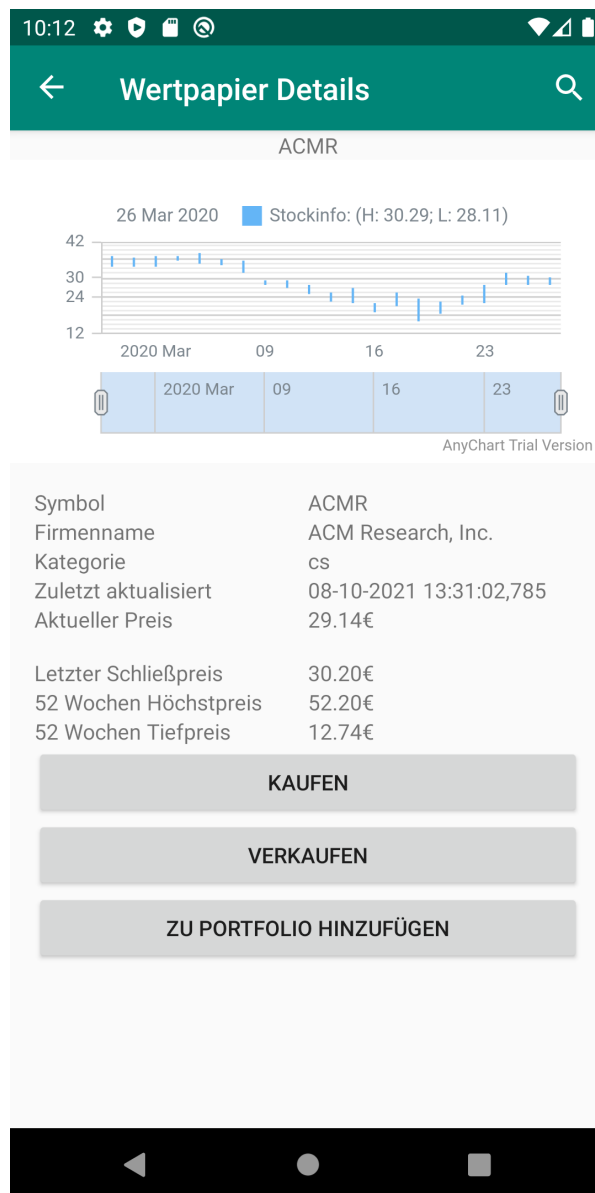 10:12
Wertpapier Details
ACMR
26 Mar 2020 Stockinfo: (H: 30.29; L: 28.11)
42
30
24
12
2020 Mar 09 16 23
2020 Mar 09 16 23
AnyChart Trial Version
Symbol ACMR
Firmenname ACM Research, Inc.
Kategorie cs
Zuletzt aktualisiert 08-10-2021 13:31:02,785
Aktueller Preis 29.14€
Letzter Schließpreis 30.20€
52 Wochen Höchstpreis 52.20€
52 Wochen Tiefpreis 12.74€
KAUFEN
VERKAUFEN
ZU PORTFOLIO HINZUFÜGEN